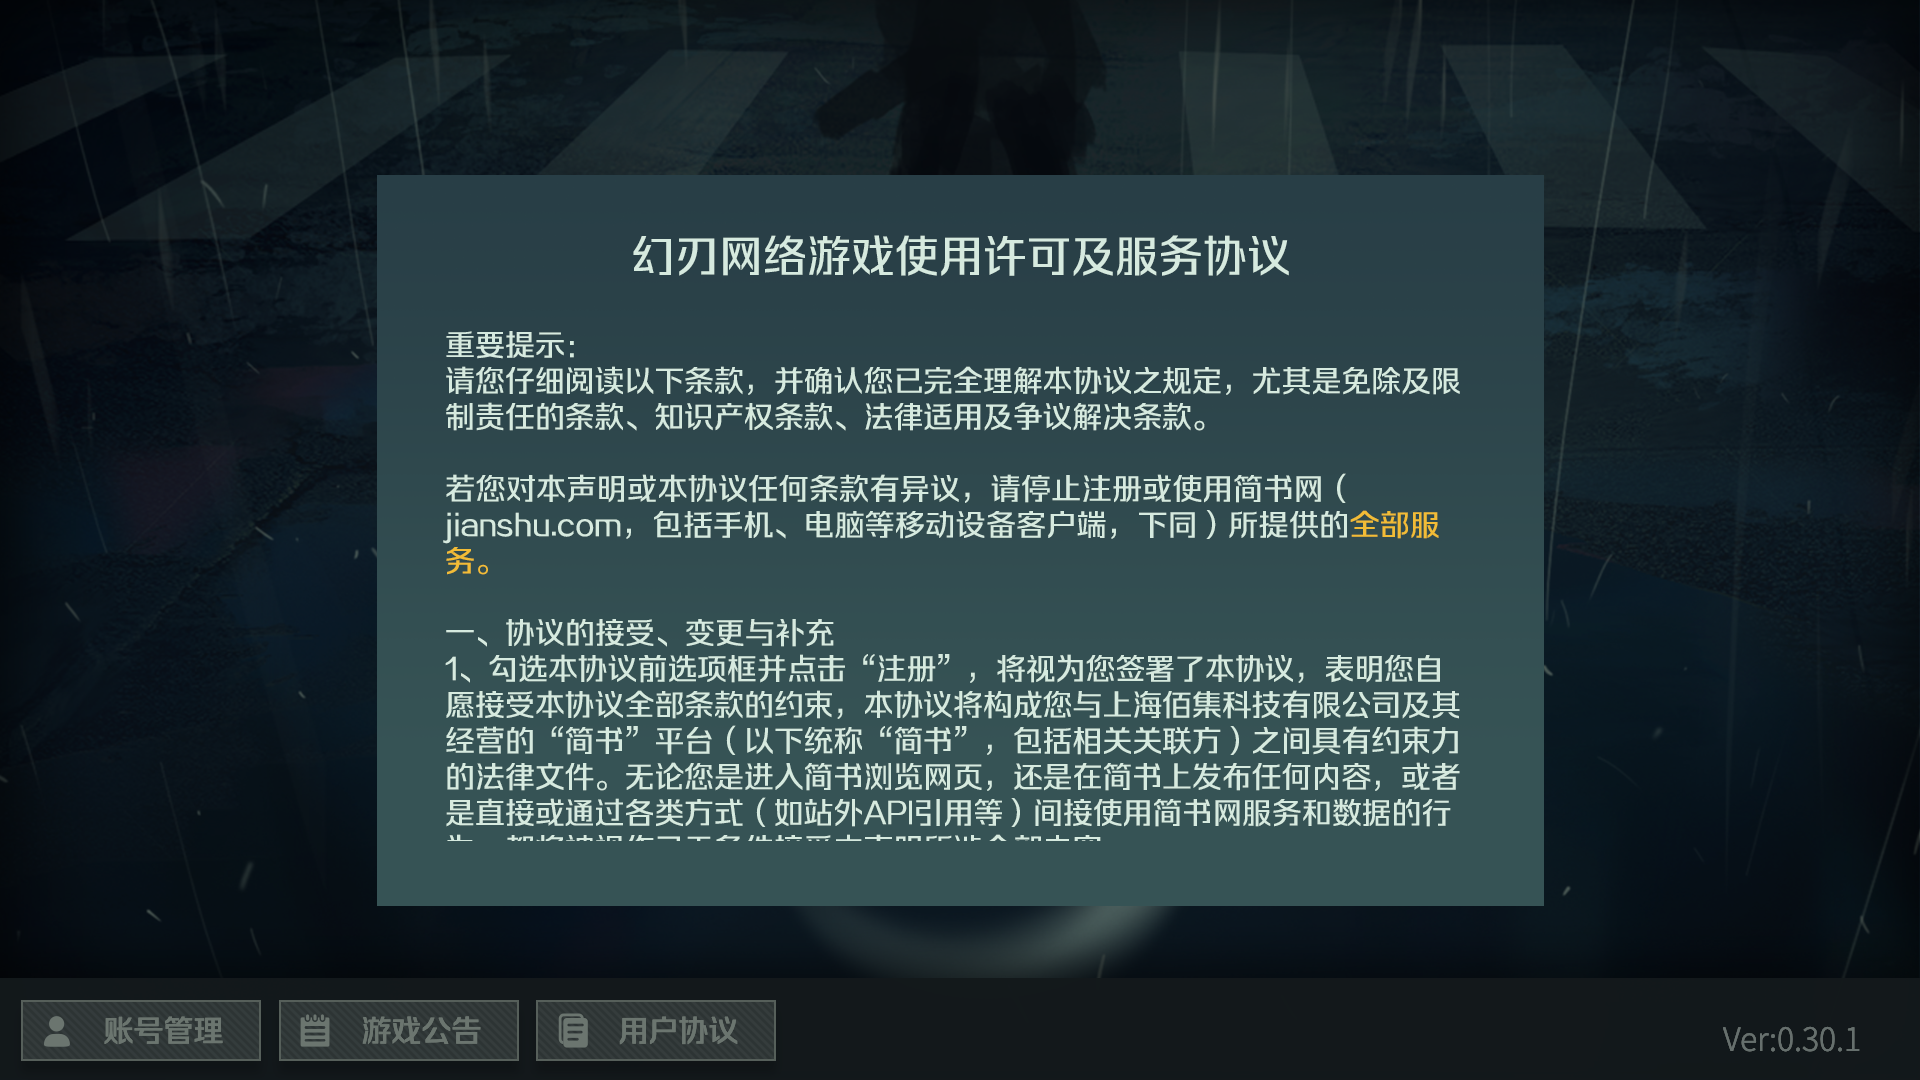 幻刃网络游戏使用许可及服务协议
重要提示：
请您仔细阅读以下条款，并确认您已完全理解本协议之规定，尤其是免除及限
制责任的条款、知识产权条款、法律适用及争议解决条款。
若您对本声明或本协议任何条款有异议，请停止注册或使用简书网（
jianshu.com，包括手机、电脑等移动设备客户端，下同）所提供的全部服
务。
一、协议的接受、变更与补充
1、勾选本协议前选项框并点击“注册”，将视为您签署了本协议，表明您自
愿接受本协议全部条款的约束，本协议将构成您与上海佰集科技有限公司及其
经营的“简书”平台（以下统称“简书”，包括相关关联方）之间具有约束力
的法律文件。无论您是进入简书浏览网页，还是在简书上发布任何内容，或者
是直接或通过各类方式（如站外API引用等）间接使用简书网服务和数据的行
账号管理
游戏公告
用户协议
Ver:0.30.1